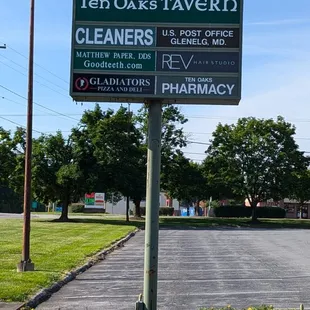 Ten Oaks TAVERN
CLEANERS
U.S. POST OFFICE
GLENELG, MD.
MATTHEW PAPER, DDS
Goodteeth.com
REV HAIR STUDIO
GLADIATORS
PIZZA AND DELI
TEN OAKS
PHARMACY